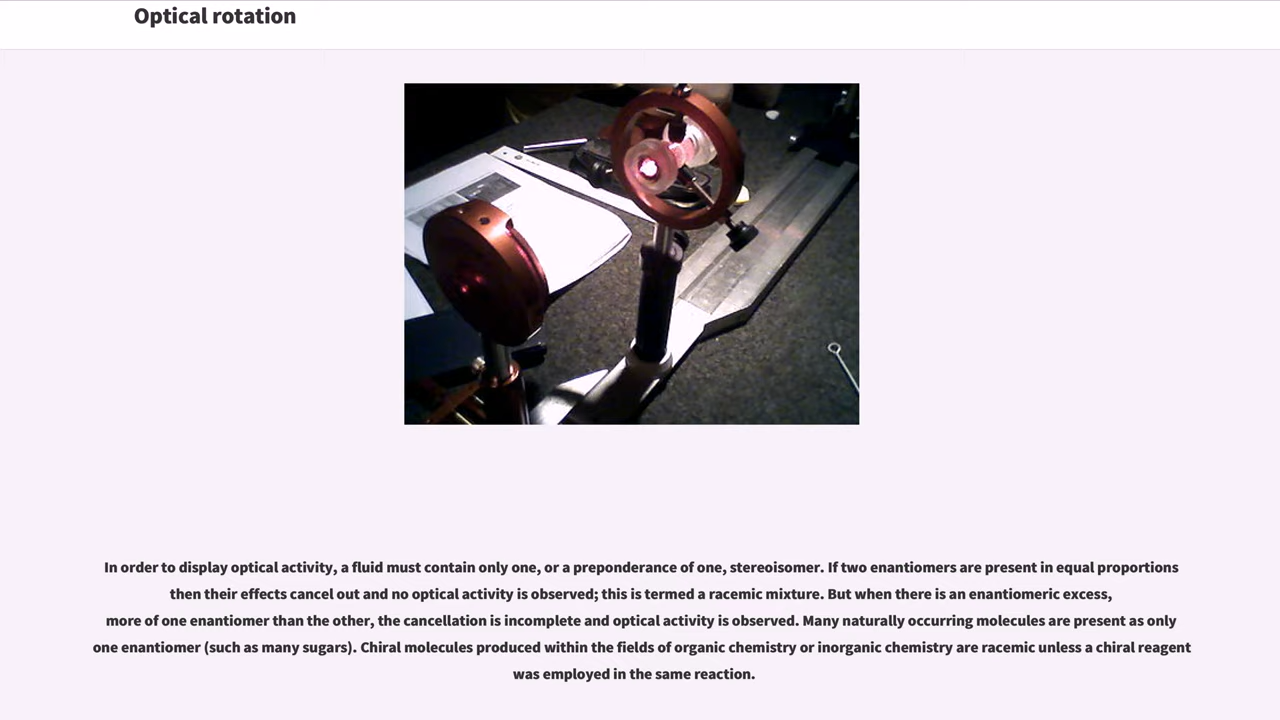 Optical rotation
In order to display optical activity, a fluid must contain only one, or a preponderance of one, stereoisomer. If two enantiomers are present in equal proportions
then their effects cancel out and no optical activity is observed; this is termed a racemic mixture. But when there is an enantiomeric excess,
more of one enantiomer than the other, the cancellation is incomplete and optical activity is observed. Many naturally occurring molecules are present as only
one enantiomer (such as many sugars). Chiral molecules produced within the fields of organic chemistry or inorganic chemistry are racemic unless a chiral reagent
was employed in the same reaction.